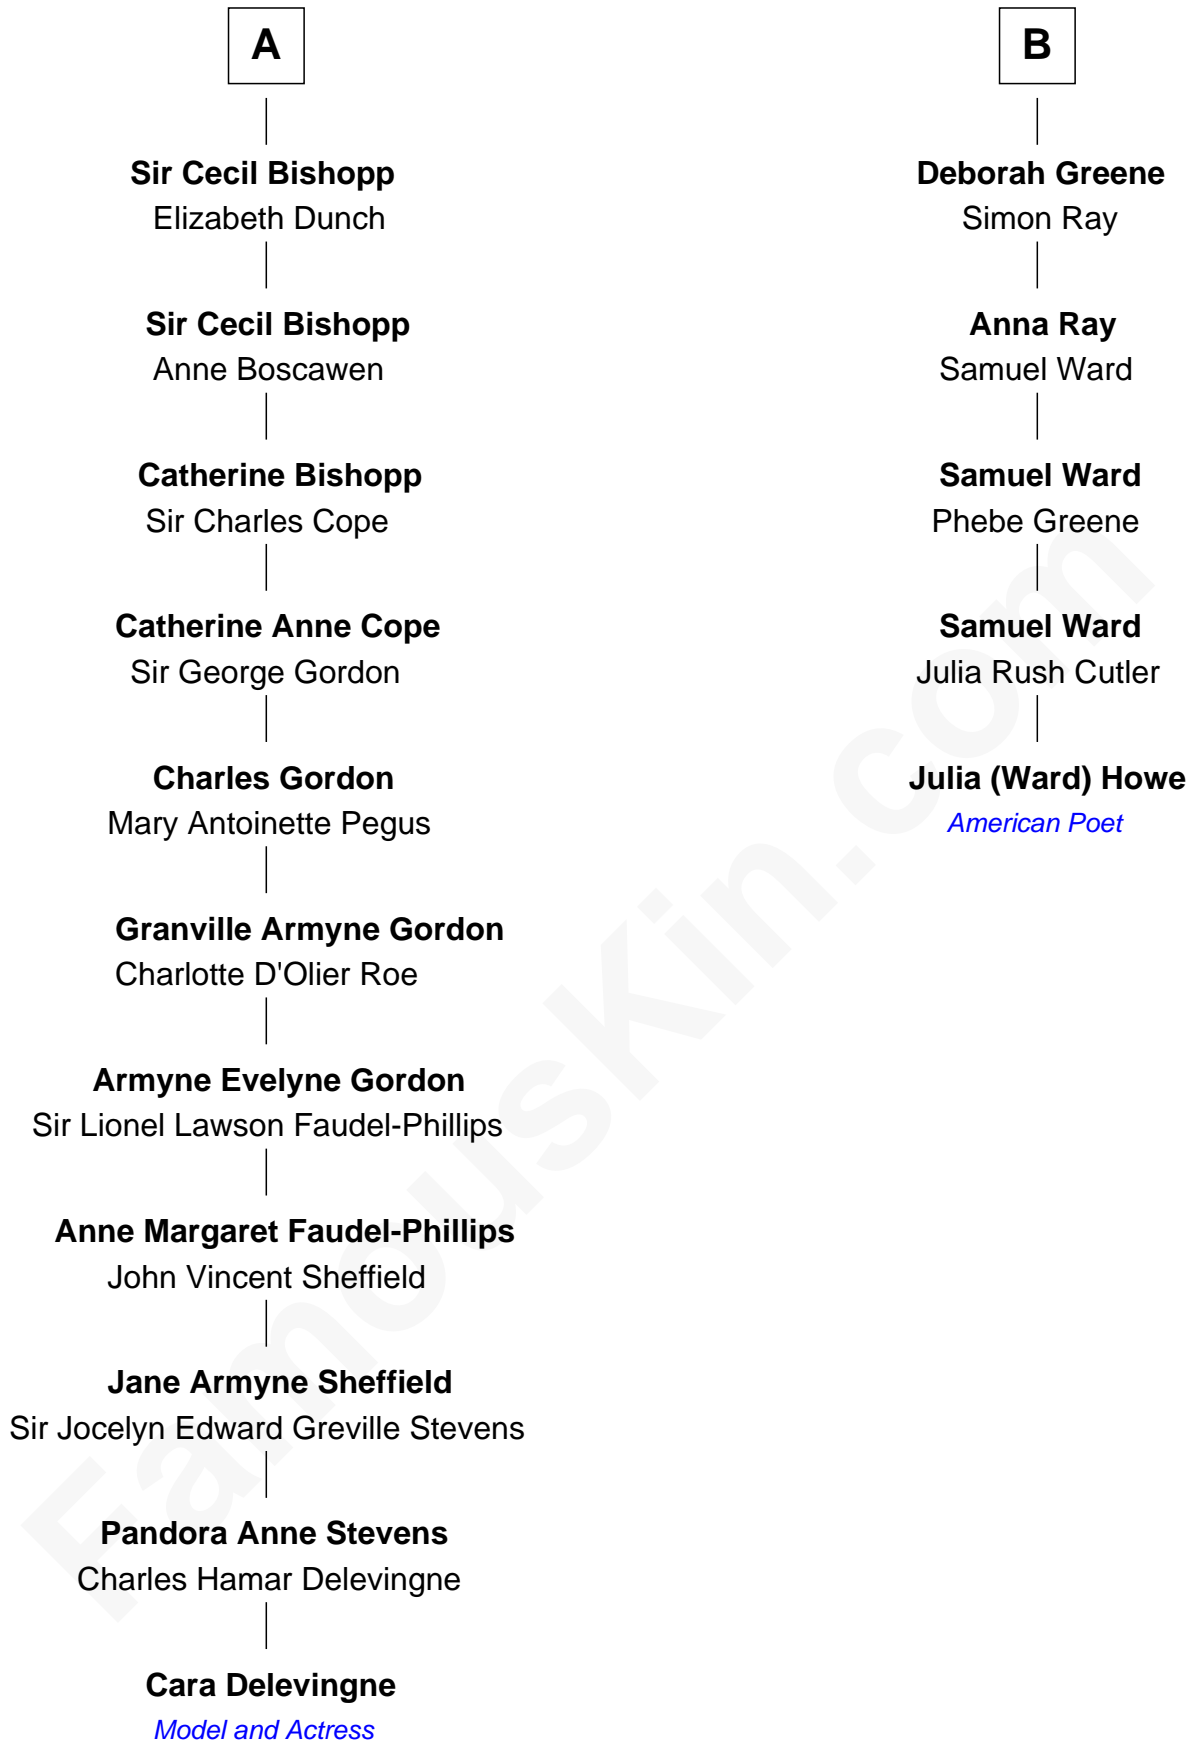 A
Sir Cecil Bishopp
Elizabeth Dunch
Sir Cecil Bishopp
Anne Boscawen
Catherine Bishopp
Sir Charles Cope
Catherine Anne Cope
Sir George Gordon
Charles Gordon
Mary Antoinette Pegus
Granville Armyne Gordon
Charlotte D'Olier Roe
Armyne Evelyne Gordon
Sir Lionel Lawson Faudel-Phillips
Anne Margaret Faudel-Phillips
John Vincent Sheffield
Jane Armyne Sheffield
Sir Jocelyn Edward Greville Stevens
Pandora Anne Stevens
Charles Hamar Delevingne
Cara Delevingne
Model and Actress
B
Deborah Greene
Simon Ray
Anna Ray
Samuel Ward
Samuel Ward
Phebe Greene
Samuel Ward
Julia Rush Cutler
Julia (Ward) Howe
American Poet
FamousKin.com